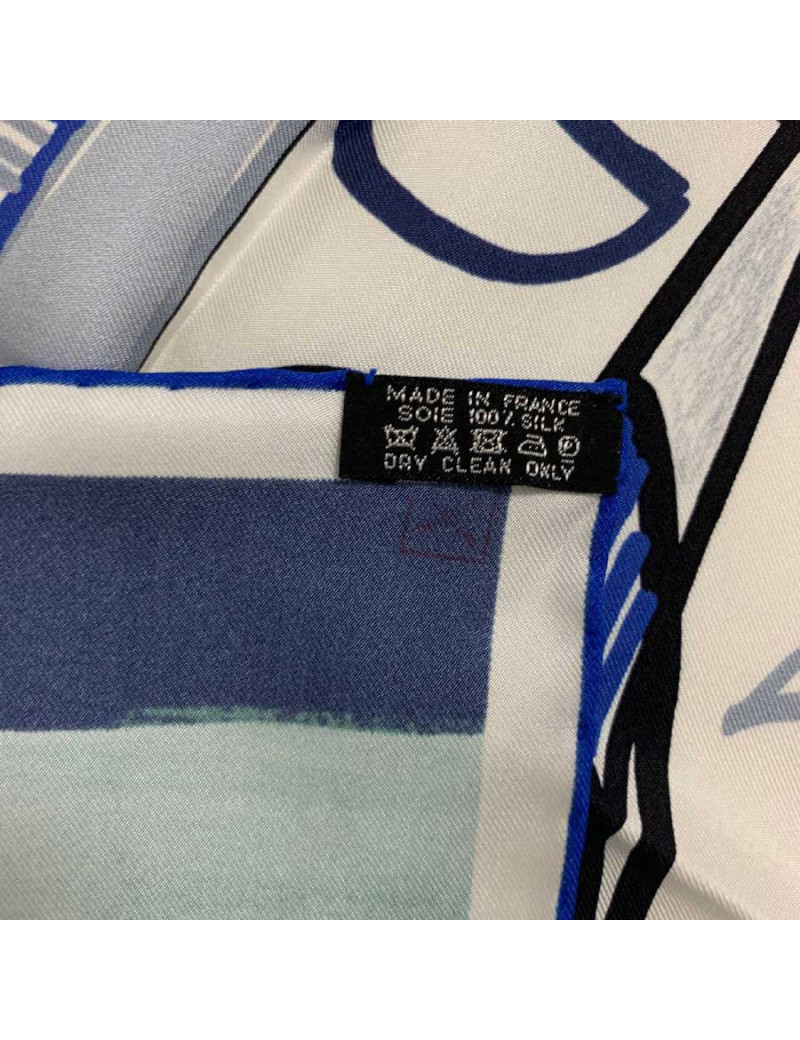 MADE IN FRANCE
SOIE 100% SILK
DRY CLEAN ONLY